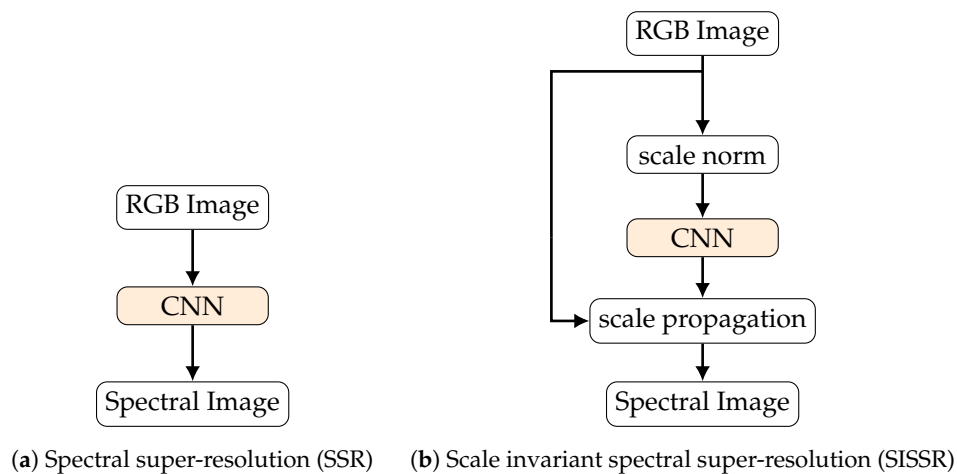 RGB Image
CNN
Spectral Image
(a) Spectral super-resolution (SSR)
RGB Image
scale norm
CNN
scale propagation
Spectral Image
(b) Scale invariant spectral super-resolution (SISSR)